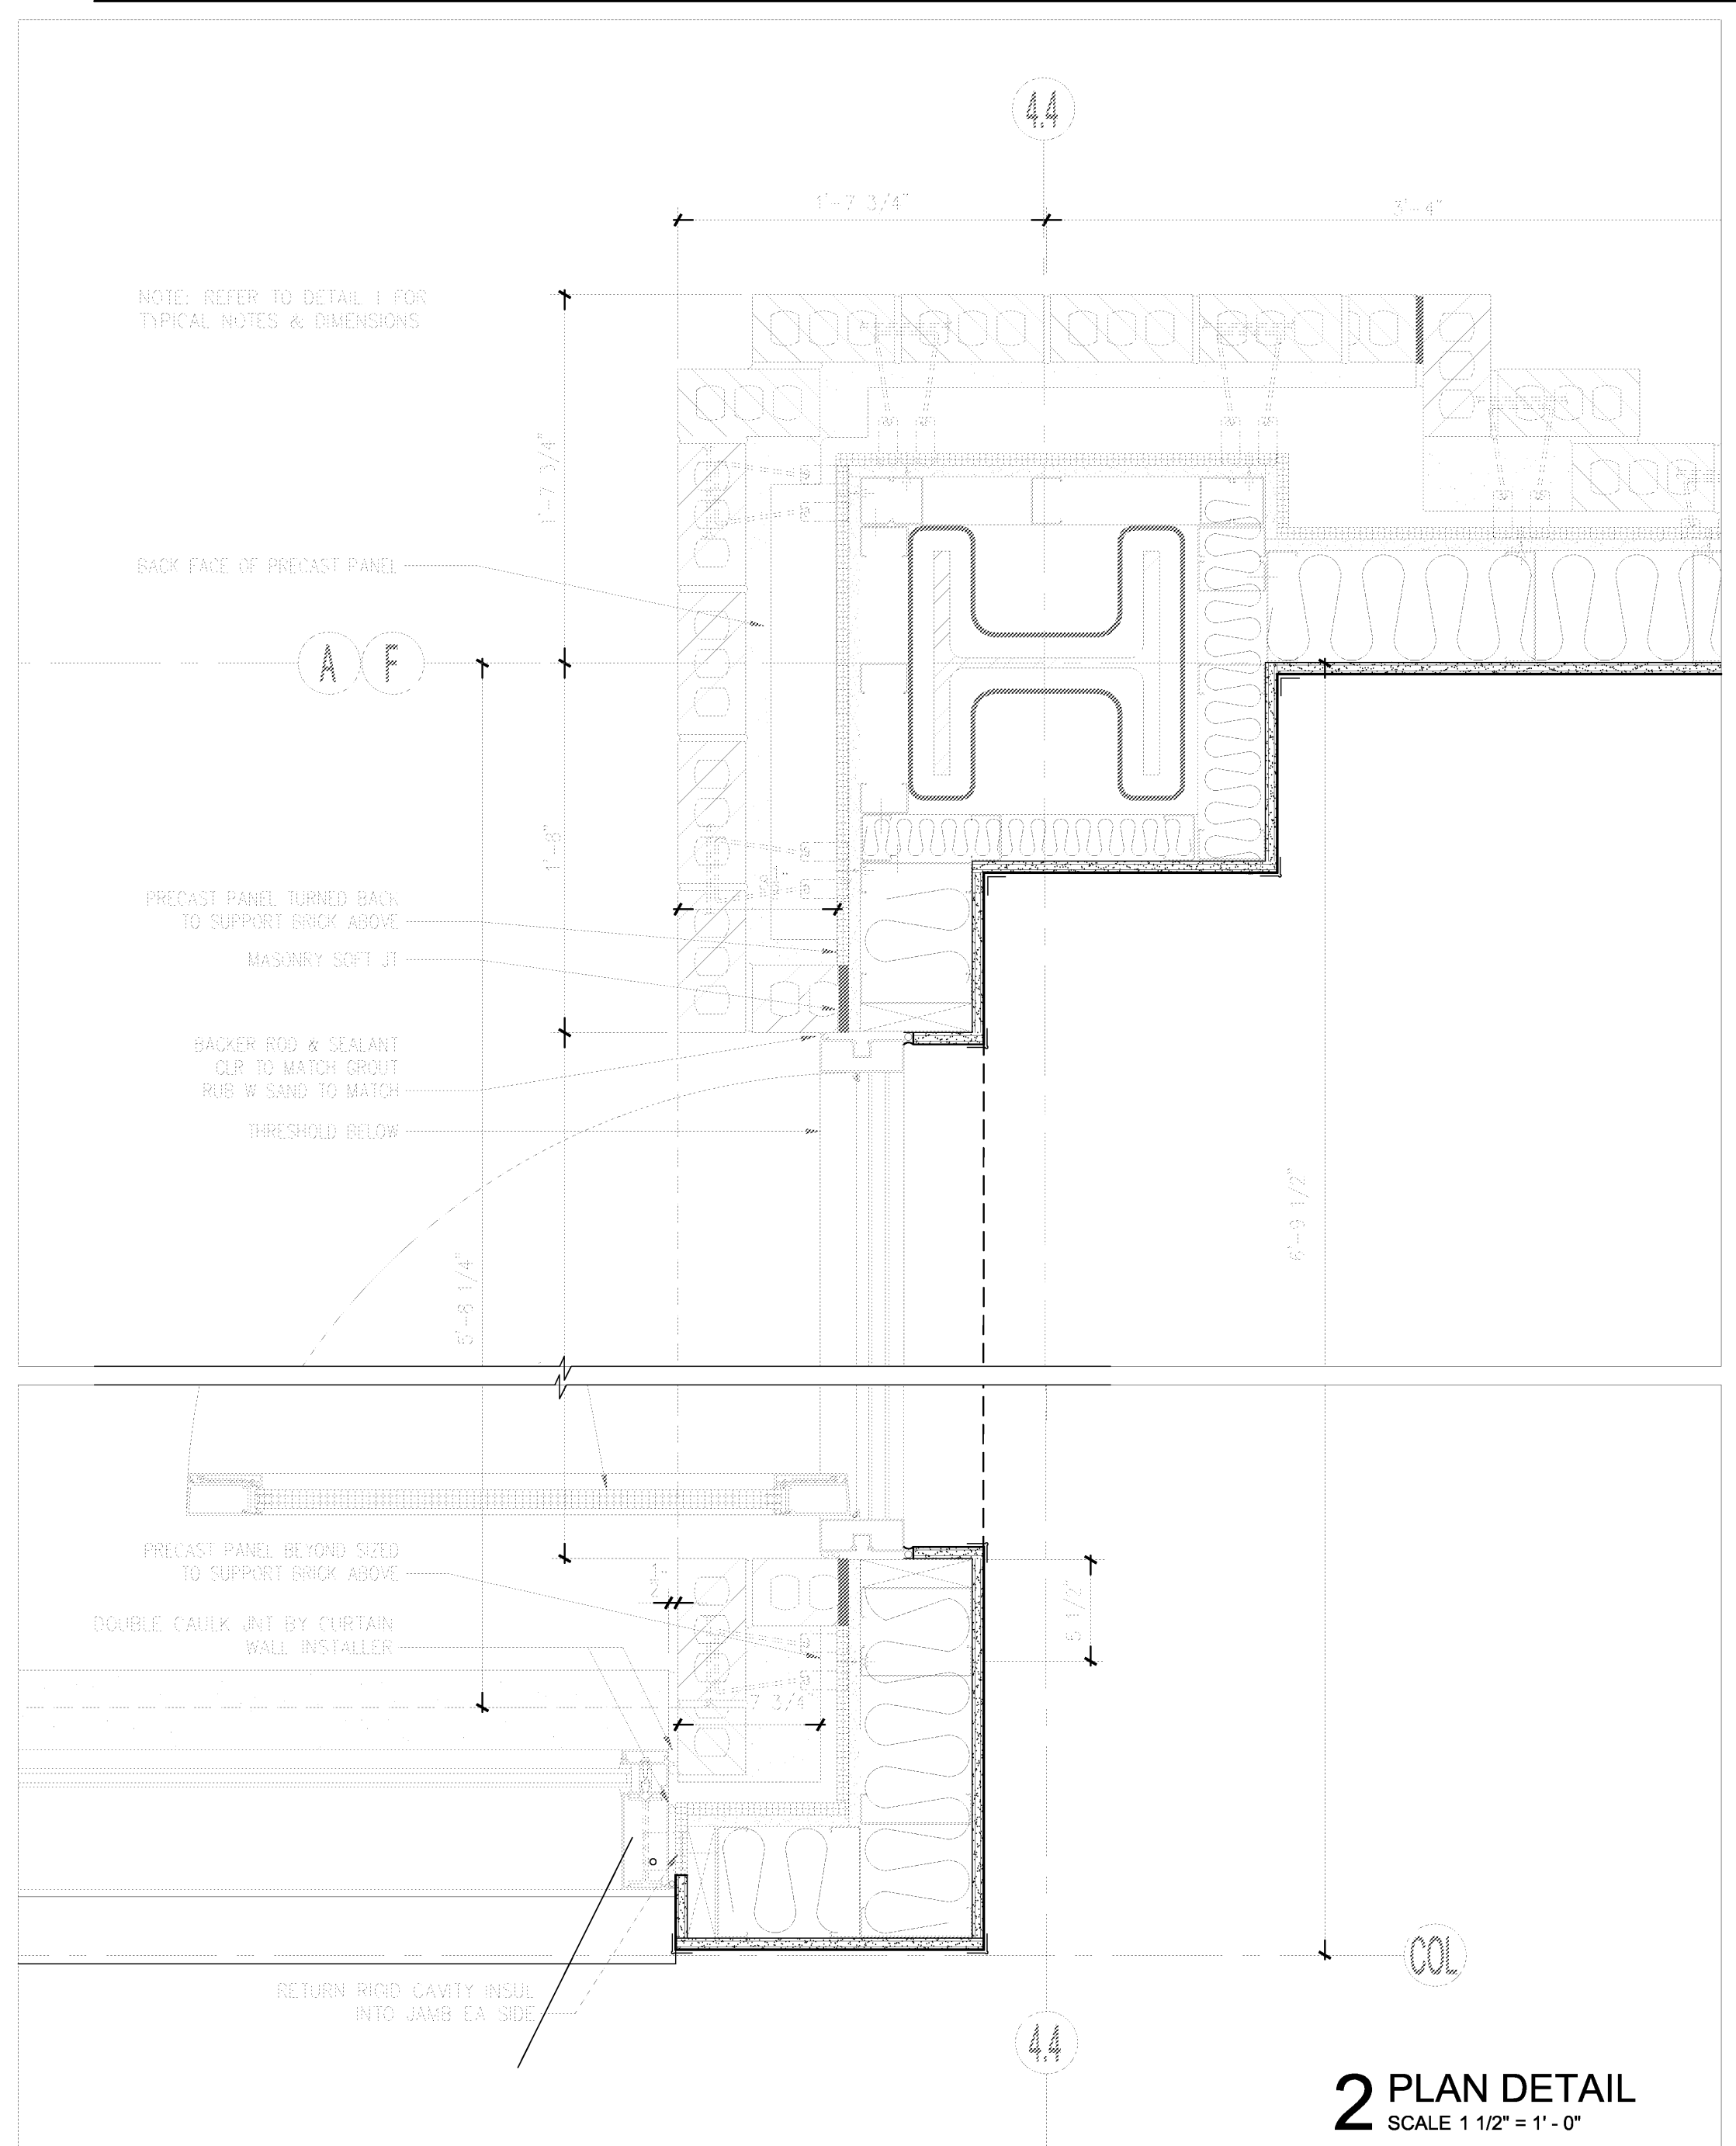 4.4
1'-7 3/4"
3'-4"
NOTE: REFER TO DETAIL 1 FOR
TYPICAL NOTES & DIMENSIONS
1'-7 3/4"
BACK FACE OF PRECAST PANEL
A
F
1'-8"
PRECAST PANEL TURNED BACK
TO SUPPORT BRICK ABOVE
MASONRY SOFT JT
BACKER ROD & SEALANT
CLR TO MATCH GROUT
RUB W SAND TO MATCH
THRESHOLD BELOW
6'-9 1/2"
5'-8 1/4"
PRECAST PANEL BEYOND SIZED
TO SUPPORT BRICK ABOVE
5 1/2"
DOUBLE CAULK JNT BY CURTAIN
WALL INSTALLER
7 3/4"
COL
RETURN RIGID CAVITY INSUL
INTO JAMB EA SIDE
4.4
2 PLAN DETAIL
SCALE 1 1/2" = 1' - 0"